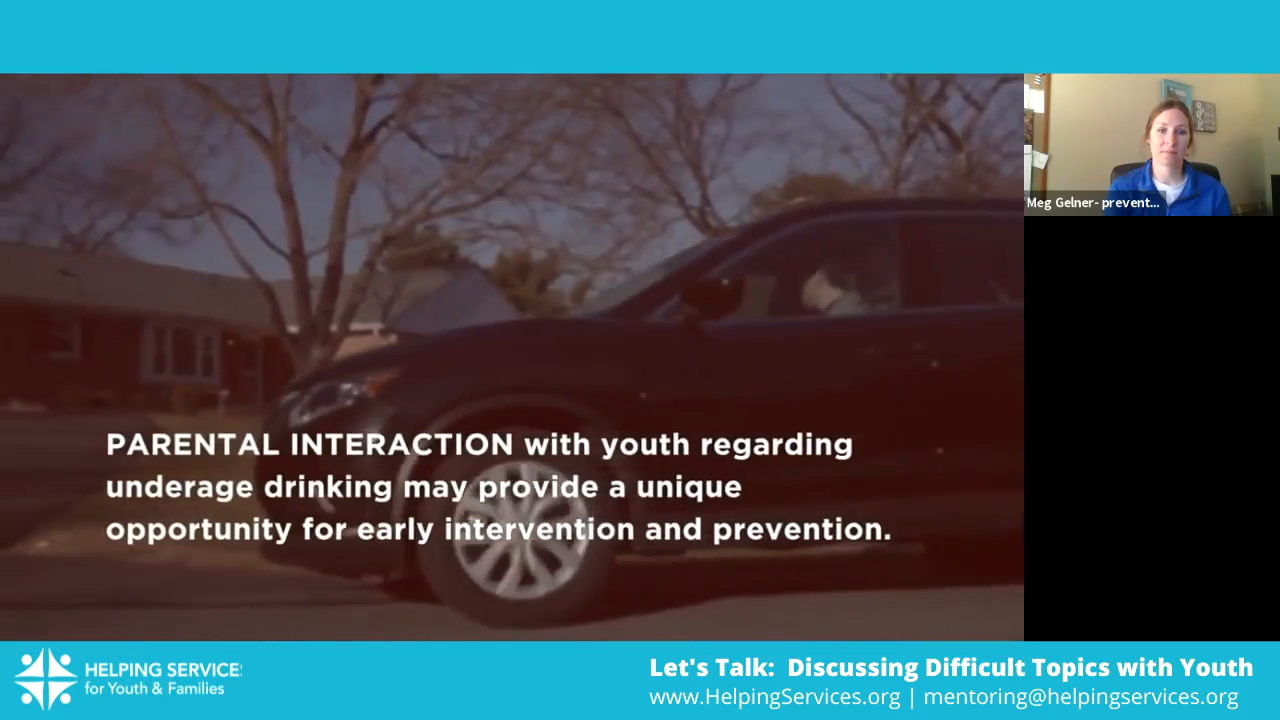 Meg Gelner- prevent...
PARENTAL INTERACTION with youth regarding
underage drinking may provide a unique
opportunity for early intervention and prevention.
HELPING SERVICES
for Youth & Families
Let's Talk: Discussing Difficult Topics with Youth
www.HelpingServices.org | mentoring@helpingservices.org